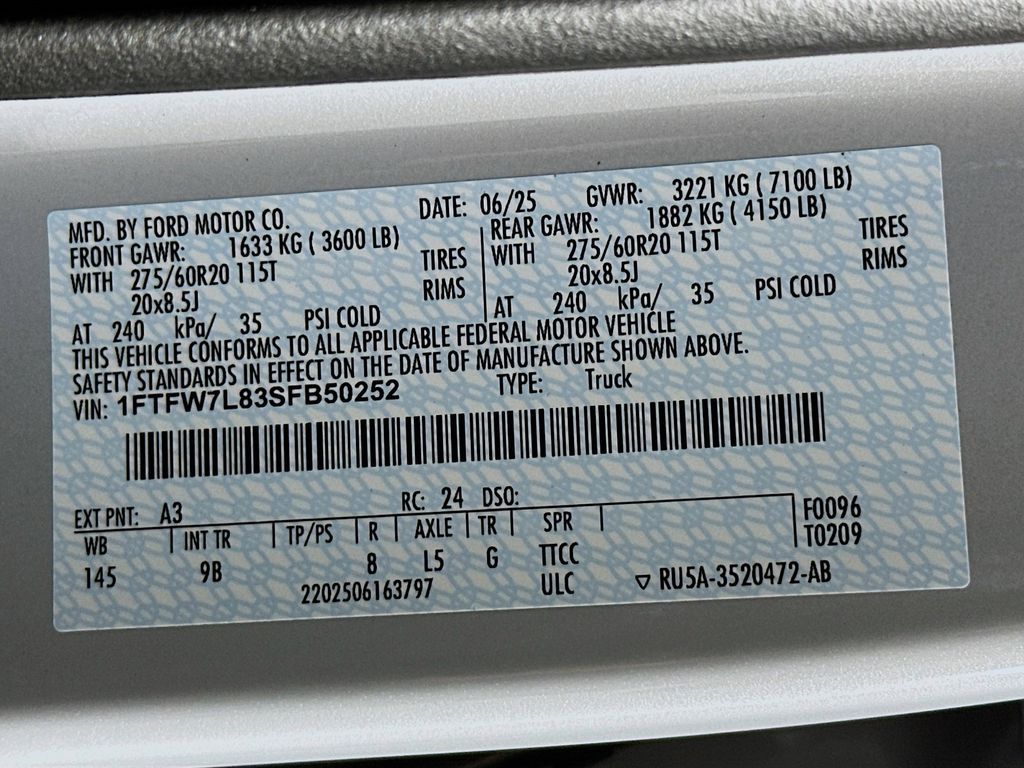 MFD. BY FORD MOTOR CO. DATE: 06/25 GVWR: 3221 KG ( 7100 LB)
FRONT GAWR: 1633 KG ( 3600 LB) REAR GAWR: 1882 KG ( 4150 LB)
WITH 275/60R20 115T TIRES WITH 275/60R20 115T TIRES
20x8.5J RIMS 20x8.5J RIMS
AT 240 kPa/ 35 PSI COLD AT 240 kPa/ 35 PSI COLD
THIS VEHICLE CONFORMS TO ALL APPLICABLE FEDERAL MOTOR VEHICLE
SAFETY STANDARDS IN EFFECT ON THE DATE OF MANUFACTURE SHOWN ABOVE.
VIN: 1FTFW7L83SFB50252 TYPE: Truck
EXT PNT: A3 RC: 24 DSO:
WB INT TR TP/PS R AXLE TR SPR F0096
145 9B 8 L5 G TTCC T0209
2202506163797 ULC ▽ RU5A-3520472-AB